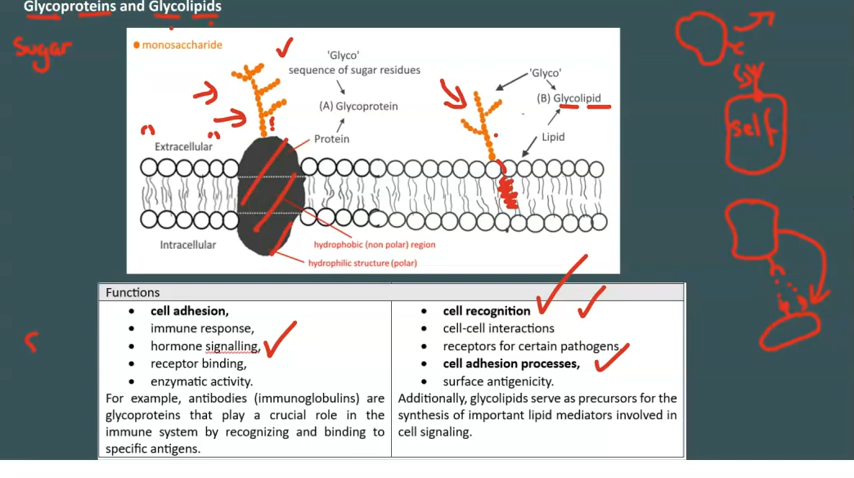 Glycoproteins and Glycolipids
Sugar
monosaccharide
'Glyco'
sequence of sugar residues
(A) Glycoprotein
Protein
'Glyco'
(B) Glycolipid
Lipid
self
Extracellular
Intracellular
hydrophobic (non polar) region
hydrophilic structure (polar)
Functions
• cell adhesion,
• immune response,
• hormone signalling,
• receptor binding,
• enzymatic activity.
For example, antibodies (immunoglobulins) are
glycoproteins that play a crucial role in the
immune system by recognizing and binding to
specific antigens.
• cell recognition
• cell-cell interactions
• receptors for certain pathogens
• cell adhesion processes,
• surface antigenicity.
Additionally, glycolipids serve as precursors for the
synthesis of important lipid mediators involved in
cell signaling.